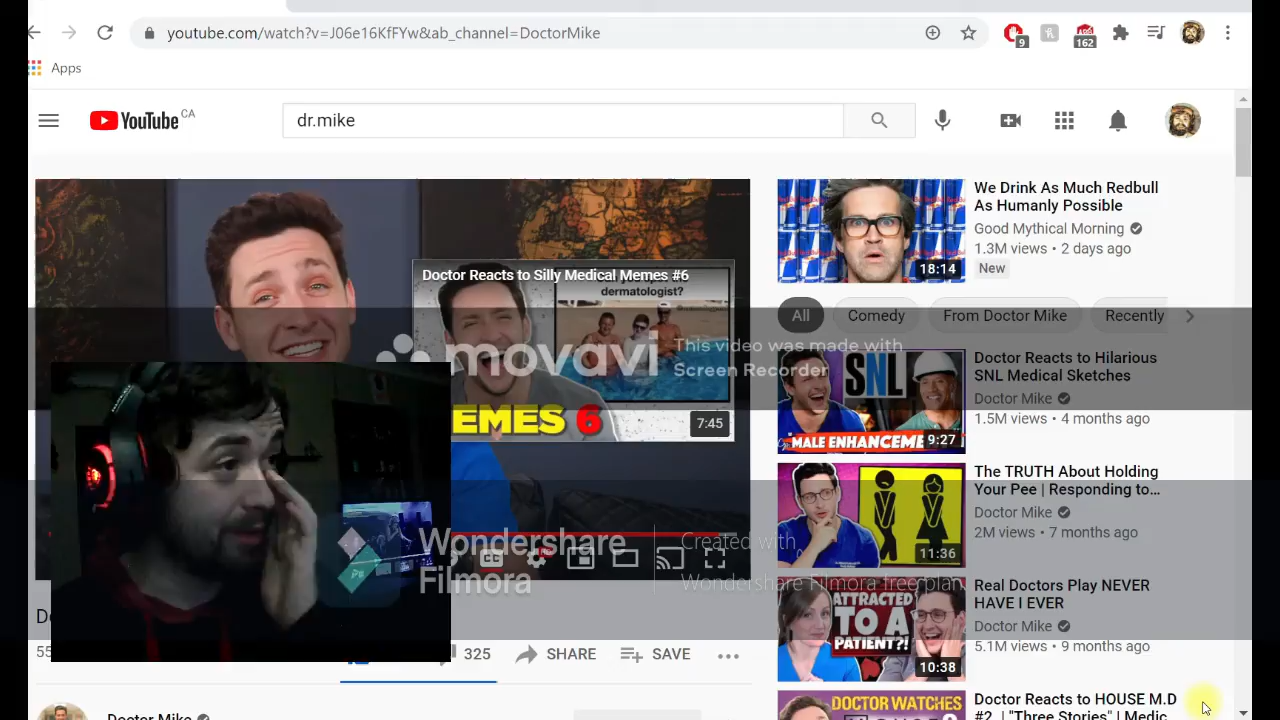 youtube.com/watch?v=J06e16KfFYw&ab_channel=DoctorMike
9
162
Apps
YouTube CA
dr.mike
Doctor Reacts to Silly Medical Memes #6
dermatologist?
EMES 6
7:45
We Drink As Much Redbull
As Humanly Possible
Good Mythical Morning
1.3M views • 2 days ago
New
18:14
All
Comedy
From Doctor Mike
Recently
movavi
This video was made with
Screen Recorder
SNL
MALE ENHANCEME
9:27
Doctor Reacts to Hilarious
SNL Medical Sketches
Doctor Mike
1.5M views • 4 months ago
11:36
The TRUTH About Holding
Your Pee | Responding to...
Doctor Mike
2M views • 7 months ago
Wondershare
Filmora
Created with
Wondershare Filmora free plan
CC
ATTRACTED
TO A
PATIENT?!
10:38
Real Doctors Play NEVER
HAVE I EVER
Doctor Mike
5.1M views • 9 months ago
325
SHARE
SAVE
Doctor Mike
DOCTOR WATCHES
Doctor Reacts to HOUSE M.D
#2 | "Three Stories" | Medic